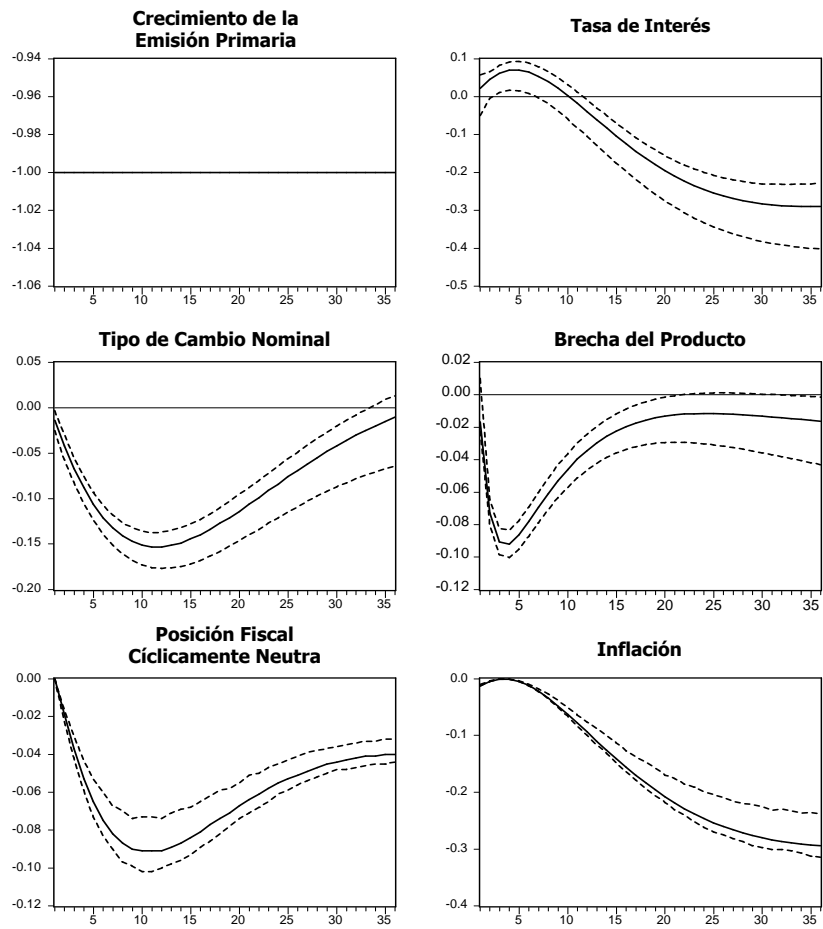 Crecimiento de la
Emisión Primaria
-0.94
-0.96
-0.98
-1.00
-1.02
-1.04
-1.06
5 10 15 20 25 30 35
Tasa de Interés
0.1
0.0
-0.1
-0.2
-0.3
-0.4
-0.5
5 10 15 20 25 30 35
Tipo de Cambio Nominal
0.05
0.00
-0.05
-0.10
-0.15
-0.20
5 10 15 20 25 30 35
Brecha del Producto
0.02
0.00
-0.02
-0.04
-0.06
-0.08
-0.10
-0.12
5 10 15 20 25 30 35
Posición Fiscal
Cíclicamente Neutra
0.00
-0.02
-0.04
-0.06
-0.08
-0.10
-0.12
5 10 15 20 25 30 35
Inflación
0.0
-0.1
-0.2
-0.3
-0.4
5 10 15 20 25 30 35